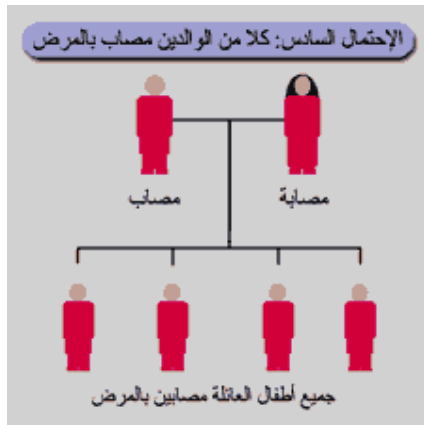 الإحتمال السادس: كلا من الوالدين مصاب بالمرض
مصابة
مصاب
جميع أطفال العائلة مصابين بالمرض